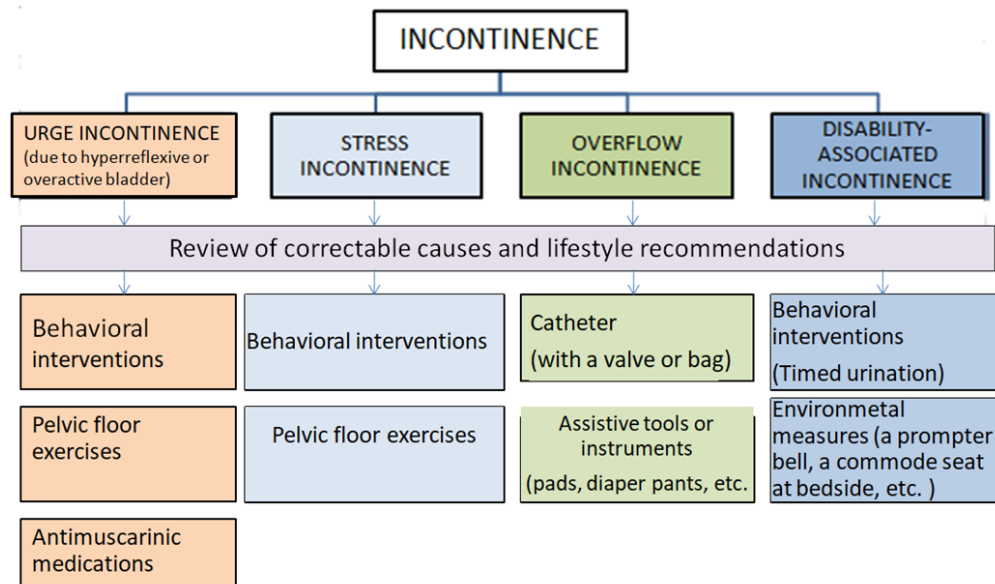 INCONTINENCE
URGE INCONTINENCE
(due to hyperreflexive or
overactive bladder)
STRESS
INCONTINENCE
OVERFLOW
INCONTINENCE
DISABILITY-
ASSOCIATED
INCONTINENCE
Review of correctable causes and lifestyle recommendations
Behavioral
interventions
Behavioral interventions
Catheter
(with a valve or bag)
Behavioral
interventions
(Timed urination)
Pelvic floor
exercises
Pelvic floor exercises
Assistive tools or
instruments
(pads, diaper pants, etc.
Environmetal
measures (a prompter
bell, a commode seat
at bedside, etc. )
Antimuscarinic
medications